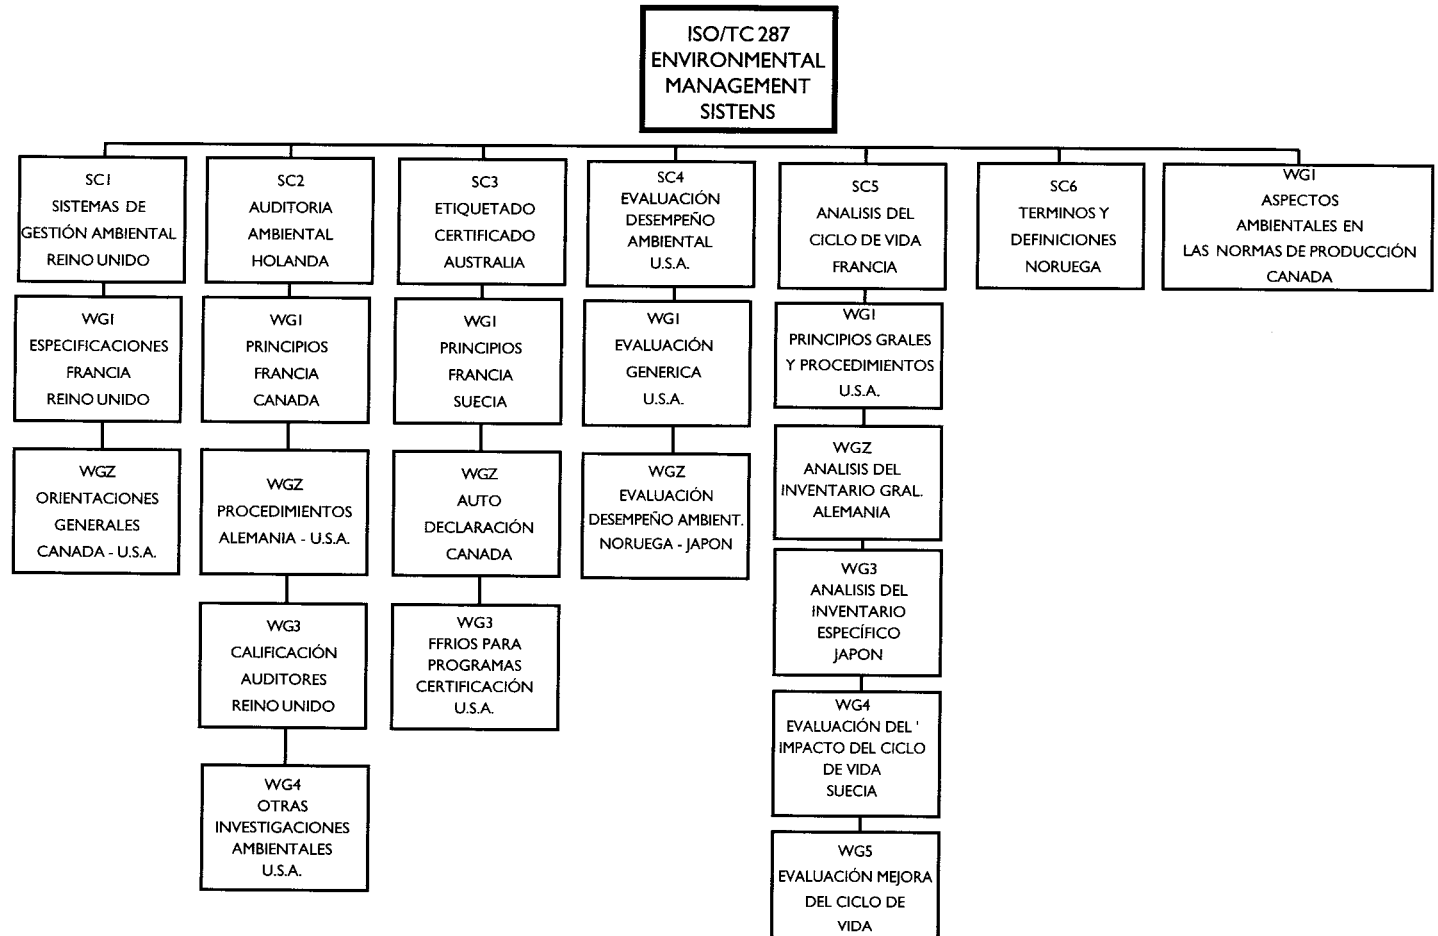 ISO/TC 287
ENVIRONMENTAL
MANAGEMENT
SISTENS
SC1
SISTEMAS DE
GESTIÓN AMBIENTAL
REINO UNIDO
SC2
AUDITORIA
AMBIENTAL
HOLANDA
SC3
ETIQUETADO
CERTIFICADO
AUSTRALIA
SC4
EVALUACIÓN
DESEMPEÑO
AMBIENTAL
U.S.A.
SC5
ANALISIS DEL
CICLO DE VIDA
FRANCIA
SC6
TERMINOS Y
DEFINICIONES
NORUEGA
WG1
ASPECTOS
AMBIENTALES EN
LAS NORMAS DE PRODUCCIÓN
CANADA
WG1
ESPECIFICACIONES
FRANCIA
REINO UNIDO
WGZ
ORIENTACIONES
GENERALES
CANADA - U.S.A.
WG1
PRINCIPIOS
FRANCIA
CANADA
WGZ
PROCEDIMIENTOS
ALEMANIA - U.S.A.
WG3
CALIFICACIÓN
AUDITORES
REINO UNIDO
WG4
OTRAS
INVESTIGACIONES
AMBIENTALES
U.S.A.
WG1
PRINCIPIOS
FRANCIA
SUECIA
WGZ
AUTO
DECLARACIÓN
CANADA
WG3
FFRIOS PARA
PROGRAMAS
CERTIFICACIÓN
U.S.A.
WG1
EVALUACIÓN
GENERICA
U.S.A.
WGZ
EVALUACIÓN
DESEMPEÑO AMBIENT.
NORUEGA - JAPON
WG1
PRINCIPIOS GRALES
Y PROCEDIMIENTOS
U.S.A.
WGZ
ANALISIS DEL
INVENTARIO GRAL.
ALEMANIA
WG3
ANALISIS DEL
INVENTARIO
ESPECÍFICO
JAPON
WG4
EVALUACIÓN DEL '
IMPACTO DEL CICLO
DE VIDA
SUECIA
WG5
EVALUACIÓN MEJORA
DEL CICLO DE
VIDA